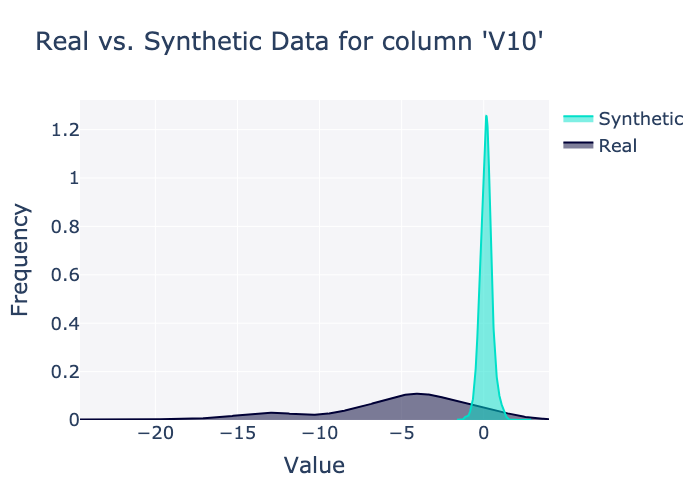 Real vs. Synthetic Data for column 'V10'
Synthetic
Real
Frequency
1.2
1
0.8
0.6
0.4
0.2
0
−20
−15
−10
−5
0
Value